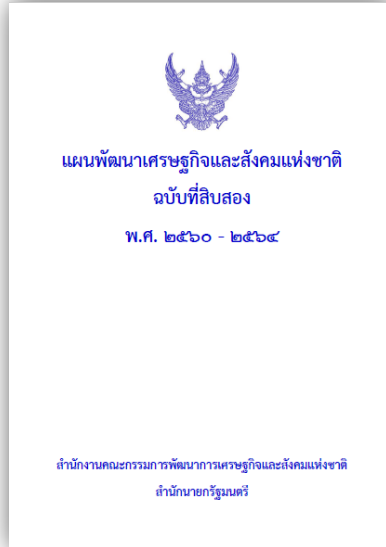 แผนพัฒนาเศรษฐกิจและสังคมแห่งชาติ
ฉบับที่สิบสอง
พ.ศ. ๒๕๖๐ - ๒๕๖๔
สำนักงานคณะกรรมการพัฒนาการเศรษฐกิจและสังคมแห่งชาติ
สำนักนายกรัฐมนตรี